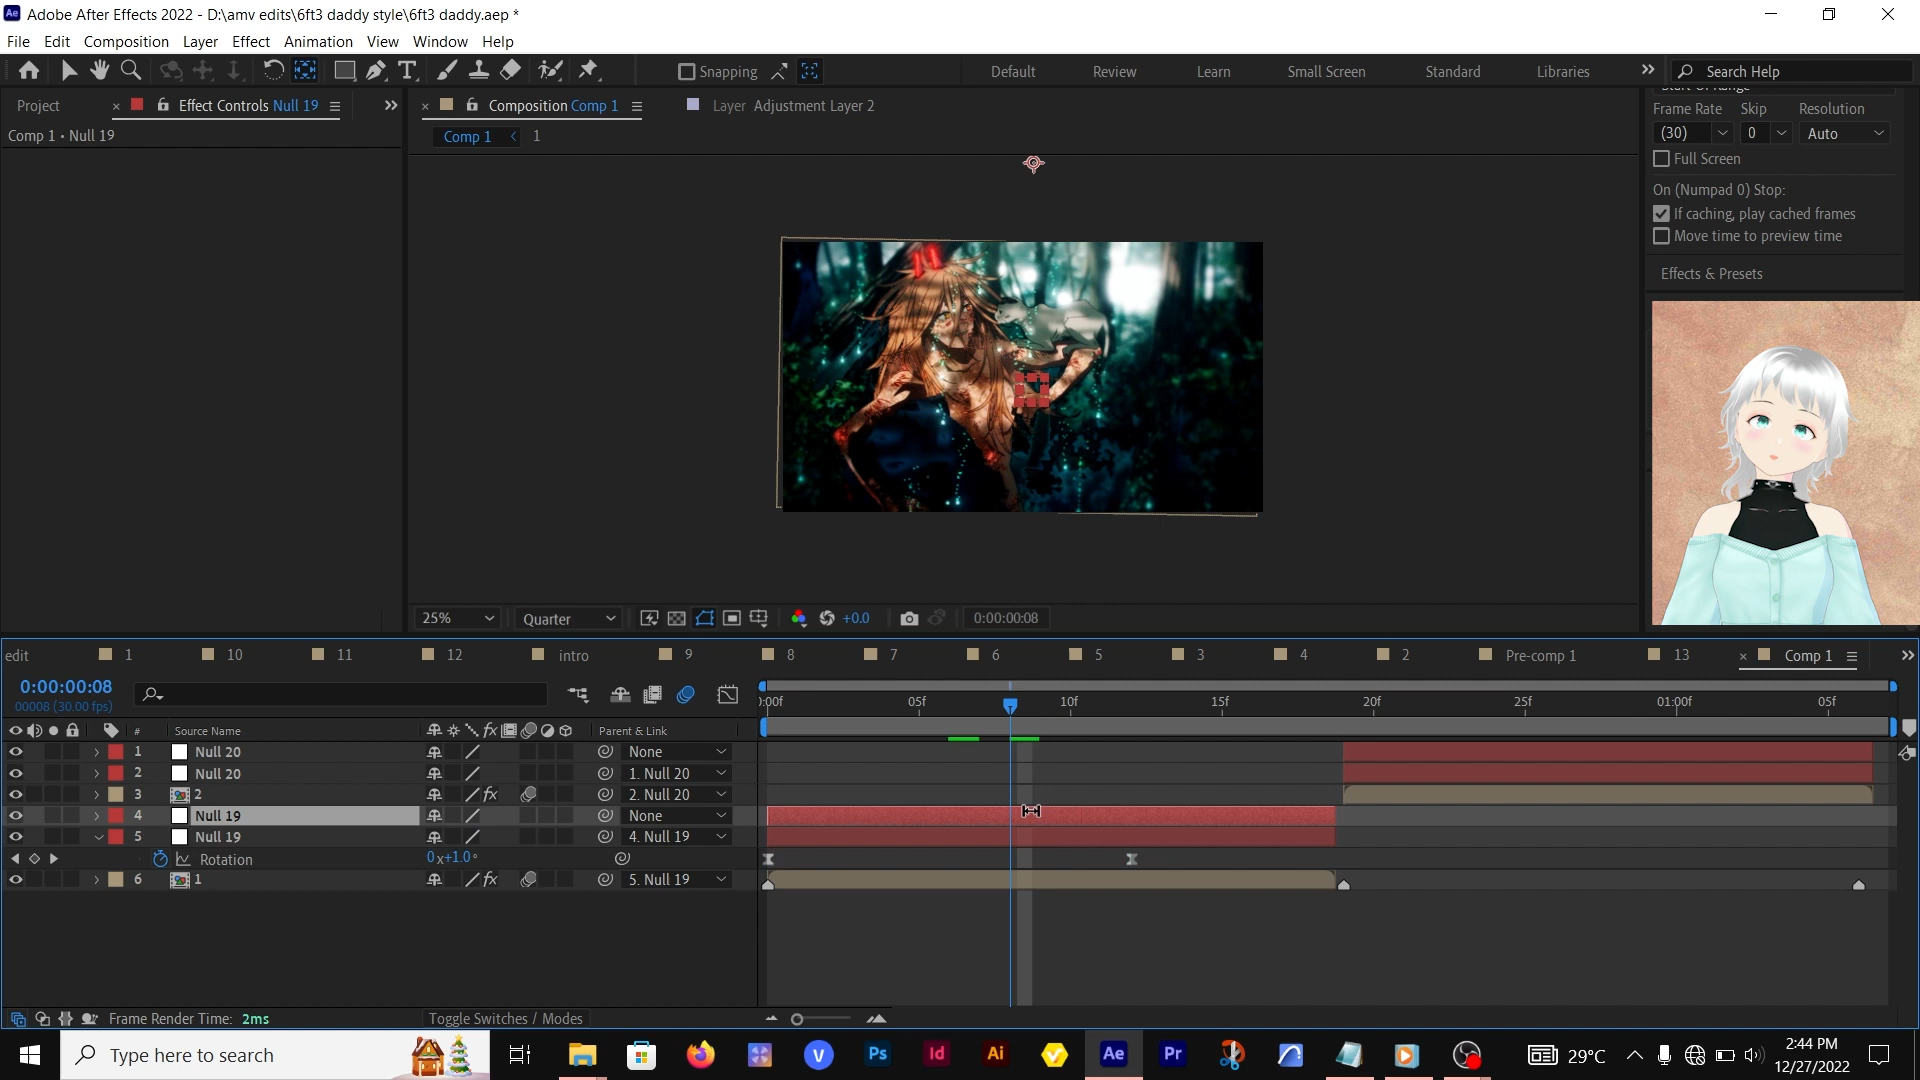 Ae Adobe After Effects 2022 - D:\amv edits\6ft3 daddy style\6ft3 daddy.aep *
File Edit Composition Layer Effect Animation View Window Help
Snapping Default Review Learn Small Screen Standard Libraries Search Help
Project × Effect Controls Null 19 × Composition Comp 1 Layer Adjustment Layer 2
Comp 1 • Null 19
Comp 1 1
Frame Rate Skip Resolution
(30) 0 Auto
Full Screen
On (Numpad 0) Stop:
If caching, play cached frames
Move time to preview time
Effects & Presets
25% Quarter +0.0 0:00:00:08
edit 1 10 11 12 intro 9 8 7 6 5 3 4 2 Pre-comp 1 13 × Comp 1
0:00:00:08
00008 (30.00 fps)
:00f 05f 10f 15f 20f 25f 01:00f 05f
# Source Name fx Parent & Link
1 Null 20 None
2 Null 20 1. Null 20
3 2 fx 2. Null 20
4 Null 19 None
5 Null 19 4. Null 19
Rotation 0x+1.0°
6 1 fx 5. Null 19
Frame Render Time: 2ms Toggle Switches / Modes
Type here to search V Ps Id Ai Ae Pr 29°C 2:44 PM
12/27/2022